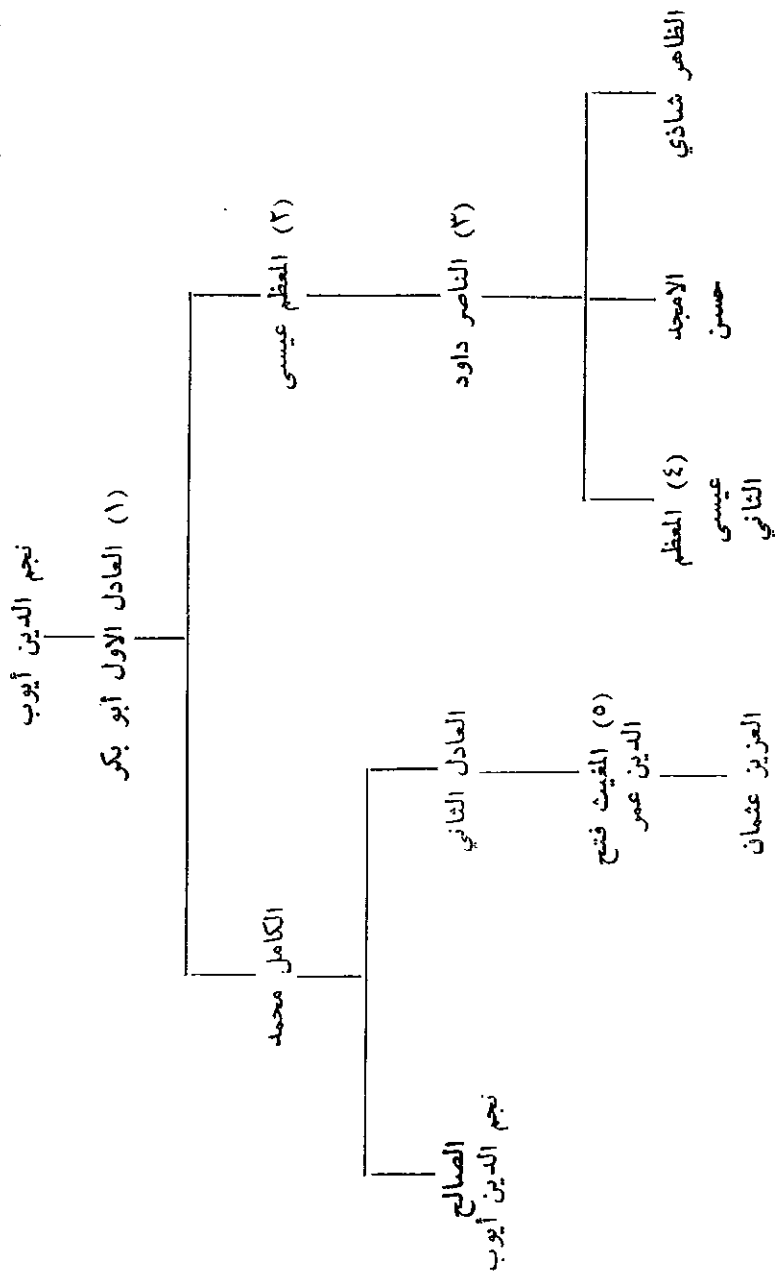 نجم الدين أيوب
(١) العادل الاول أبو بكر
(٢) المعظم عيسى
الكامل محمد
(٣) الناصر داود
العادل الثاني
الصالح
نجم الدين أيوب
الظاهر شاذي
الامجد
حسن
(٤) المعظم
عيسى
الثاني
(٥) المغيث فتح
الدين عمر
العزيز عثمان